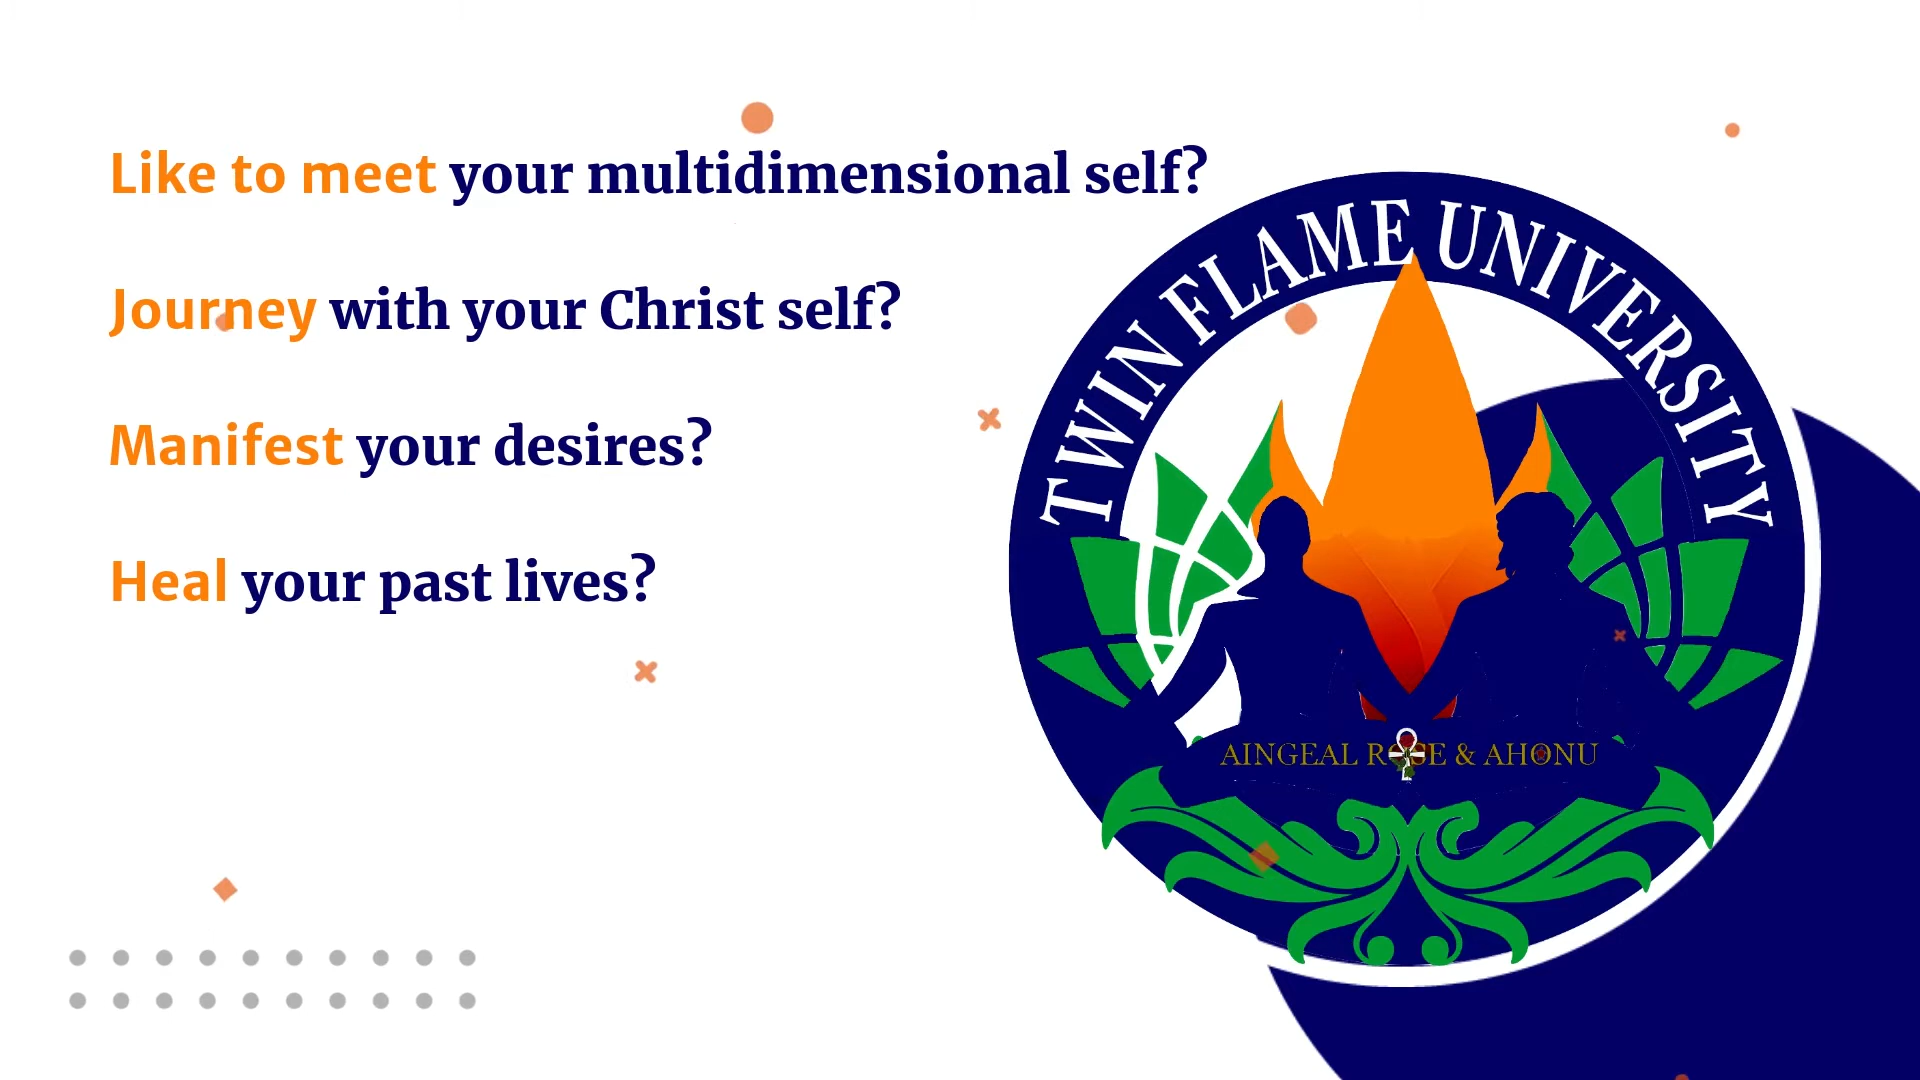 Like to meet your multidimensional self?
Journey with your Christ self?
Manifest your desires?
Heal your past lives?
TWIN FLAME UNIVERSITY
AINGEAL ROSE & AHONU